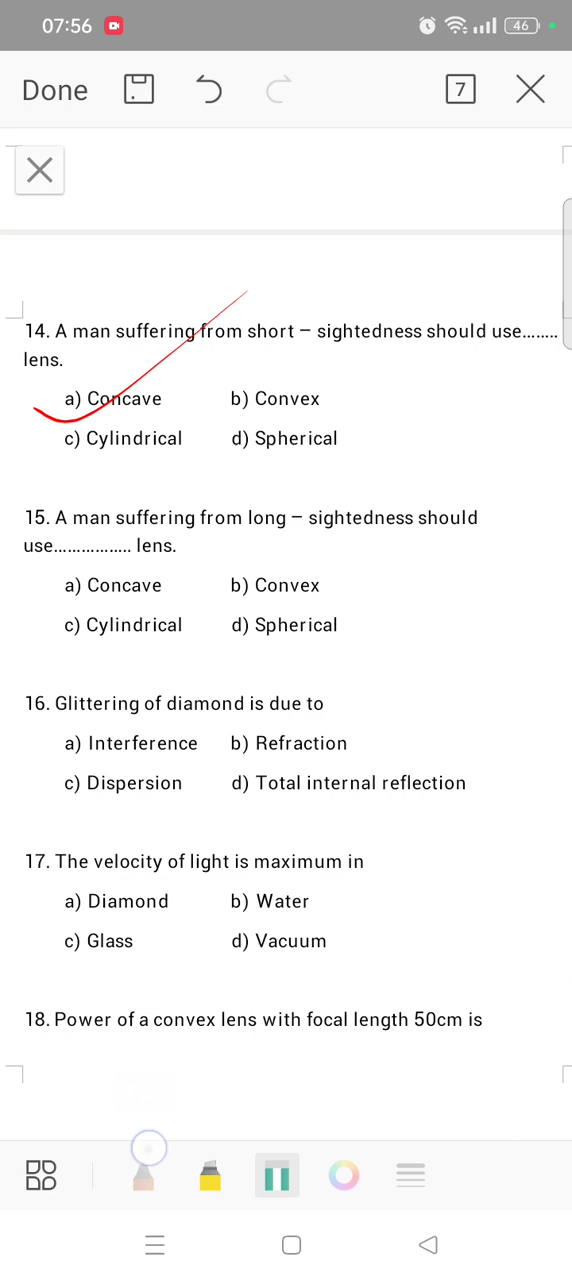 07:56
46
Done
7
14. A man suffering from short – sightedness should use........
lens.
a) Concave b) Convex
c) Cylindrical d) Spherical
15. A man suffering from long – sightedness should
use................. lens.
a) Concave b) Convex
c) Cylindrical d) Spherical
16. Glittering of diamond is due to
a) Interference b) Refraction
c) Dispersion d) Total internal reflection
17. The velocity of light is maximum in
a) Diamond b) Water
c) Glass d) Vacuum
18. Power of a convex lens with focal length 50cm is